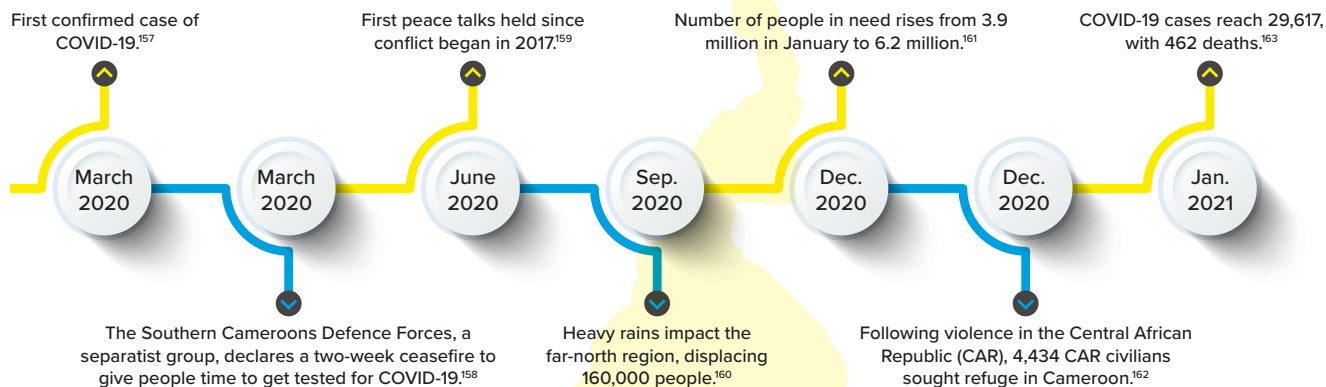 First confirmed case of
COVID-19.¹⁵⁷
March
2020
March
2020
The Southern Cameroons Defence Forces, a
separatist group, declares a two-week ceasefire to
give people time to get tested for COVID-19.¹⁵⁸
First peace talks held since
conflict began in 2017.¹⁵⁹
June
2020
Sep.
2020
Heavy rains impact the
far-north region, displacing
160,000 people.¹⁶⁰
Number of people in need rises from 3.9
million in January to 6.2 million.¹⁶¹
Dec.
2020
Dec.
2020
Following violence in the Central African
Republic (CAR), 4,434 CAR civilians
sought refuge in Cameroon.¹⁶²
COVID-19 cases reach 29,617,
with 462 deaths.¹⁶³
Jan.
2021